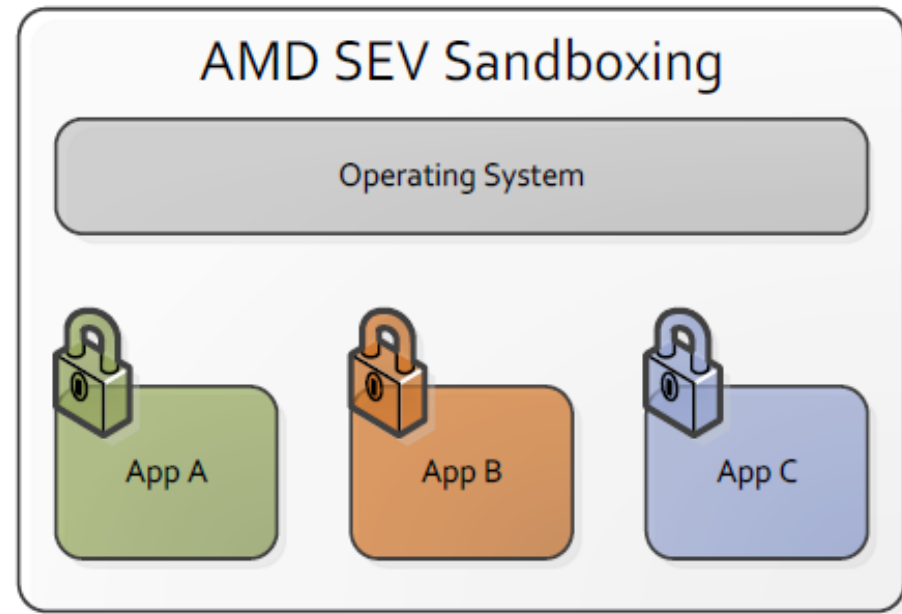 AMD SEV Sandboxing
Operating System
App A
App B
App C